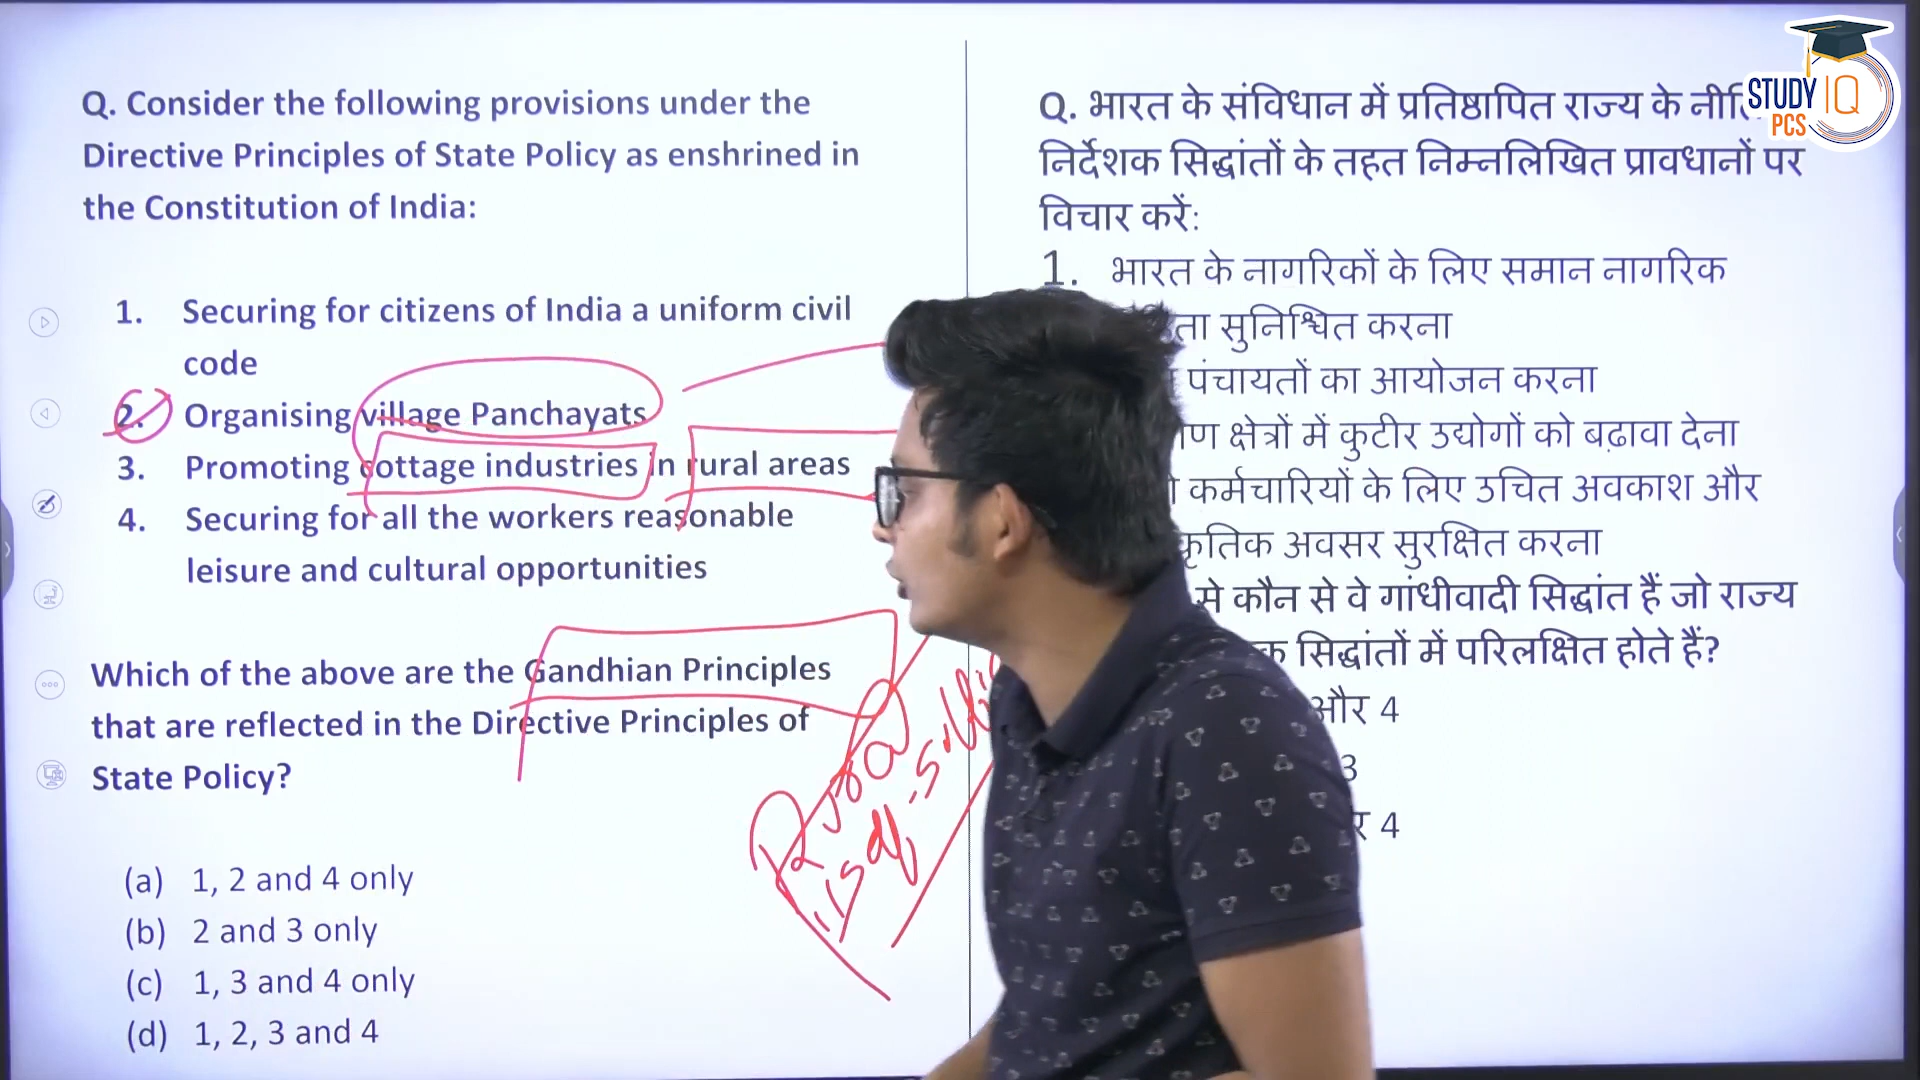 Q. Consider the following provisions under the
Directive Principles of State Policy as enshrined in
the Constitution of India:
1. Securing for citizens of India a uniform civil
code
2. Organising village Panchayats
3. Promoting cottage industries in rural areas
4. Securing for all the workers reasonable
leisure and cultural opportunities
Which of the above are the Gandhian Principles
that are reflected in the Directive Principles of
State Policy?
(a) 1, 2 and 4 only
(b) 2 and 3 only
(c) 1, 3 and 4 only
(d) 1, 2, 3 and 4
Q. भारत के संविधान में प्रतिष्ठापित राज्य के
निर्देशक सिद्धांतों के तहत निम्नलिखित प्रावधानों पर
विचार करें:
1. भारत के नागरिकों के लिए समान नागरिक
सुनिश्चित करना
पंचायतों का आयोजन करना
क्षेत्रों में कुटीर उद्योगों को बढ़ावा देना
कर्मचारियों के लिए उचित अवकाश और
अवसर सुरक्षित करना
से कौन से वे गांधीवादी सिद्धांत हैं जो राज्य
सिद्धांतों में परिलक्षित होते हैं?
और 4
3
4
STUDY IQ
PCS